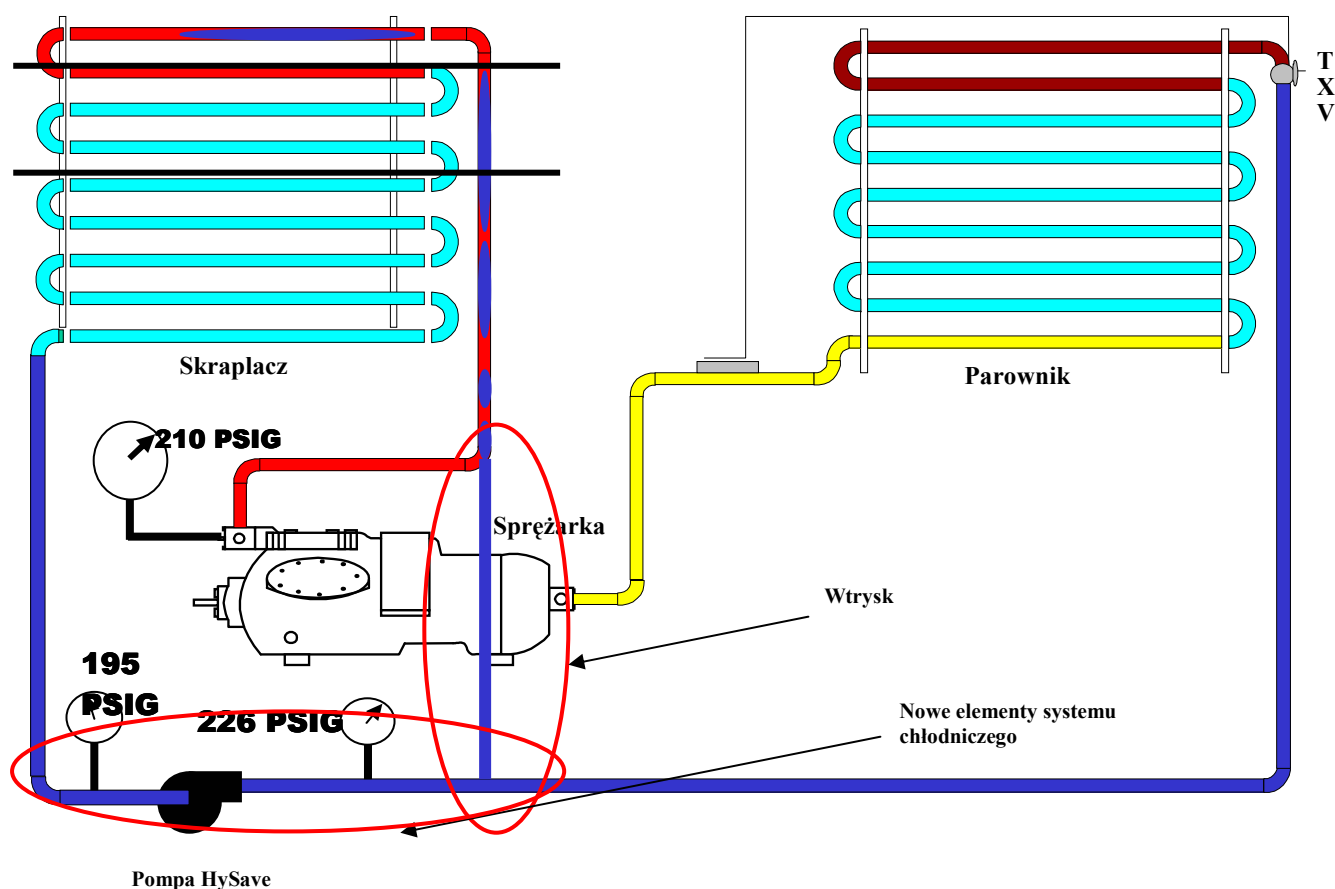 T
X
V
Skraplacz
Parownik
210 PSIG
Sprężarka
Wtrysk
195
PSIG
226 PSIG
Nowe elementy systemu
chłodniczego
Pompa HySave